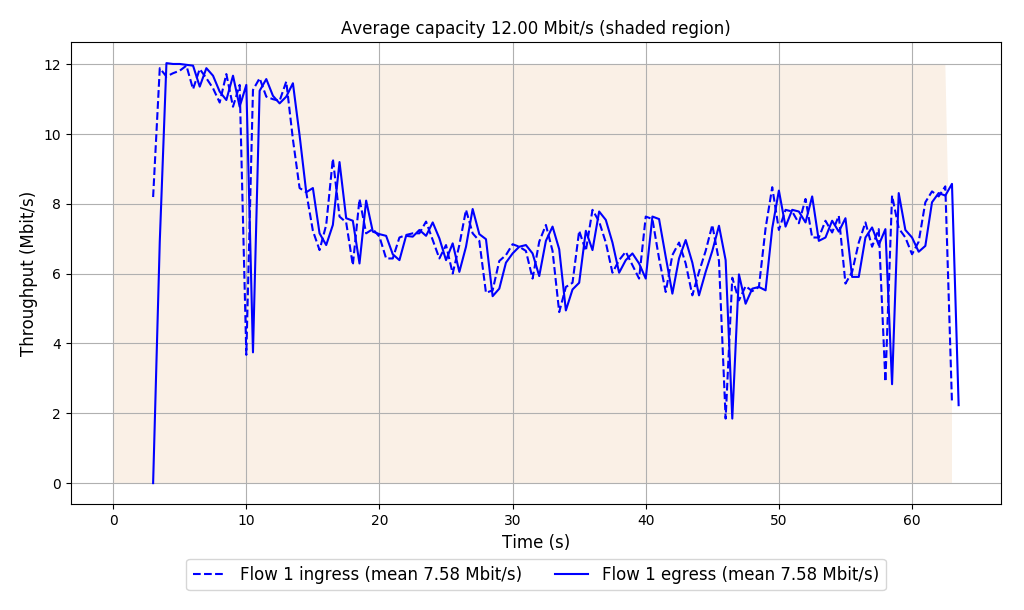 Average capacity 12.00 Mbit/s (shaded region)
Throughput (Mbit/s)
12
10
8
6
4
2
0
0 10 20 30 40 50 60
Time (s)
Flow 1 ingress (mean 7.58 Mbit/s) Flow 1 egress (mean 7.58 Mbit/s)